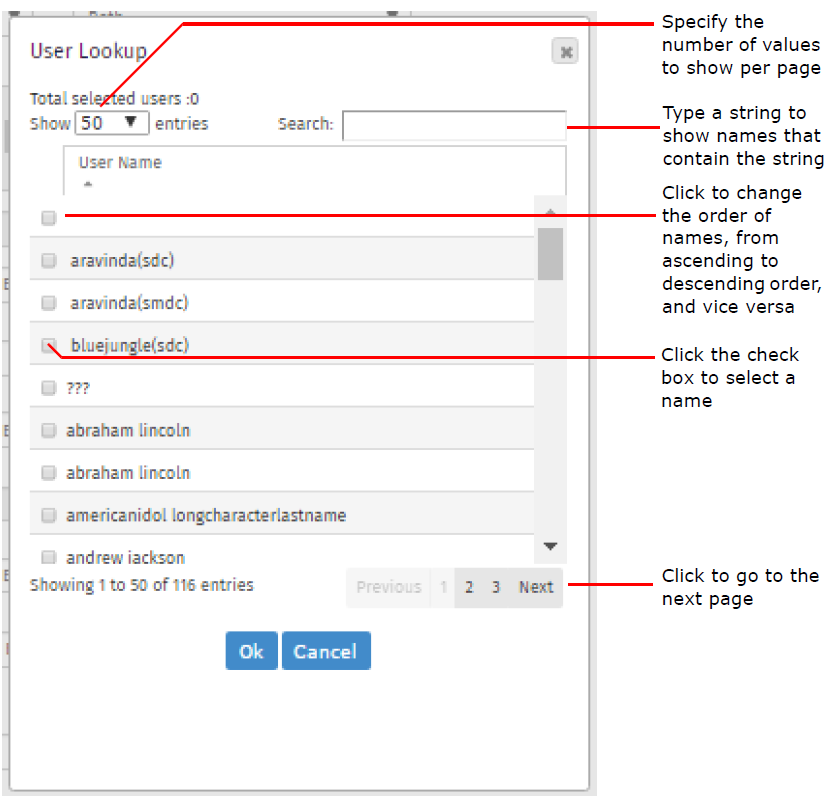 Path
User Lookup
Total selected users :0
Show 50 entries
Search:
User Name
aravinda(sdc)
aravinda(smdc)
bluejungle(sdc)
???
abraham lincoln
abraham lincoln
americanidol longcharacterlastname
andrew jackson
Showing 1 to 50 of 116 entries
Previous 1 2 3 Next
Ok Cancel
Specify the
number of values
to show per page
Type a string to
show names that
contain the string
Click to change
the order of
names, from
ascending to
descending order,
and vice versa
Click the check
box to select a
name
Click to go to the
next page